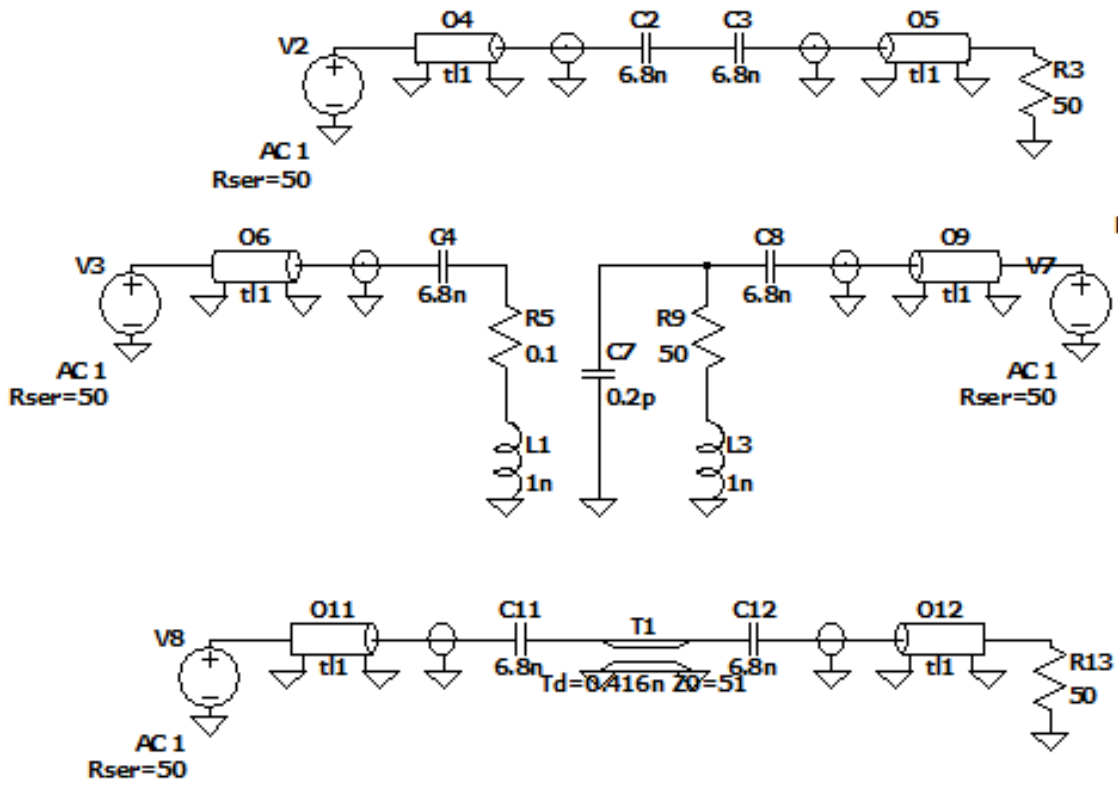 O4
C2
C3
O5
V2
tl1
6.8n
6.8n
tl1
R3
50
AC 1
Rser=50
O6
C4
C8
O9
V3
tl1
6.8n
6.8n
tl1
V7
R5
0.1
C7
0.2p
R9
50
AC 1
Rser=50
AC 1
Rser=50
L1
1n
L3
1n
O11
C11
T1
C12
O12
V8
tl1
6.8n
Td=0.416n Z0=51
6.8n
tl1
R13
50
AC 1
Rser=50